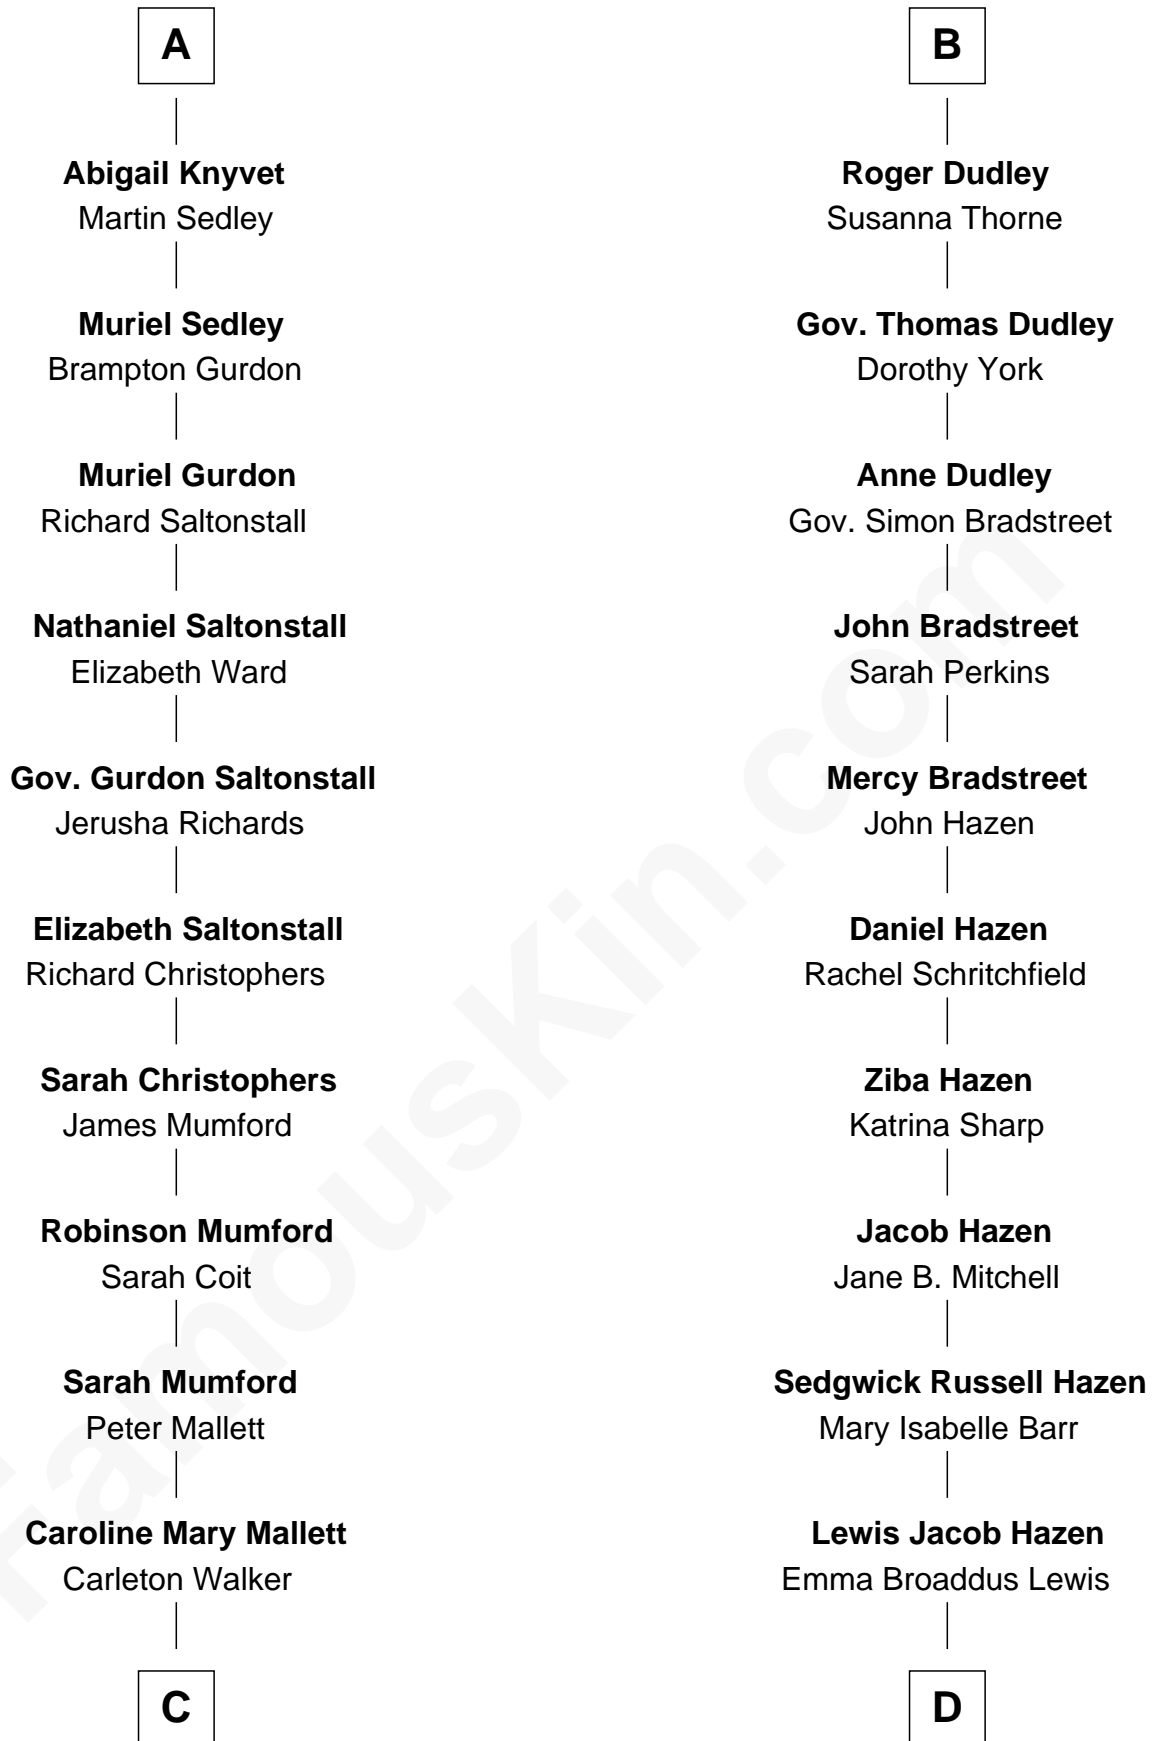 A
Abigail Knyvet
Martin Sedley
Muriel Sedley
Brampton Gurdon
Muriel Gurdon
Richard Saltonstall
Nathaniel Saltonstall
Elizabeth Ward
Gov. Gurdon Saltonstall
Jerusha Richards
Elizabeth Saltonstall
Richard Christophers
Sarah Christophers
James Mumford
Robinson Mumford
Sarah Coit
Sarah Mumford
Peter Mallett
Caroline Mary Mallett
Carleton Walker
C
B
Roger Dudley
Susanna Thorne
Gov. Thomas Dudley
Dorothy York
Anne Dudley
Gov. Simon Bradstreet
John Bradstreet
Sarah Perkins
Mercy Bradstreet
John Hazen
Daniel Hazen
Rachel Schritchfield
Ziba Hazen
Katrina Sharp
Jacob Hazen
Jane B. Mitchell
Sedgwick Russell Hazen
Mary Isabelle Barr
Lewis Jacob Hazen
Emma Broaddus Lewis
D
FamousKin.com